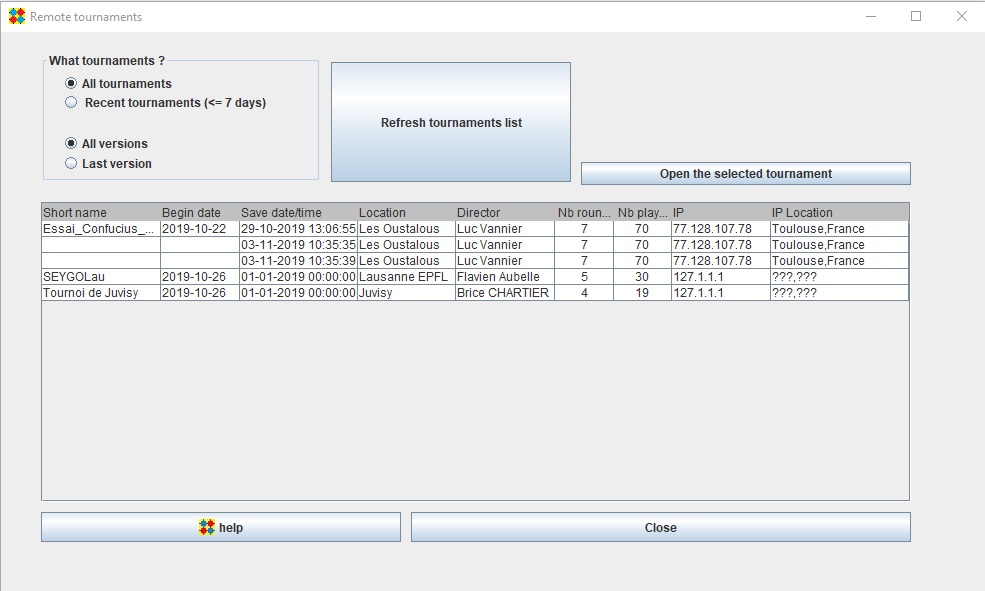 Remote tournaments
What tournaments ?
All tournaments
Recent tournaments (<= 7 days)
All versions
Last version
Refresh tournaments list
Open the selected tournament
Short name Begin date Save date/time Location Director Nb roun... Nb play... IP IP Location
Essai_Confucius_... 2019-10-22 29-10-2019 13:06:55 Les Oustalous Luc Vannier 7 70 77.128.107.78 Toulouse,France
03-11-2019 10:35:35 Les Oustalous Luc Vannier 7 70 77.128.107.78 Toulouse,France
03-11-2019 10:35:39 Les Oustalous Luc Vannier 7 70 77.128.107.78 Toulouse,France
SEYGOLau 2019-10-26 01-01-2019 00:00:00 Lausanne EPFL Flavien Aubelle 5 30 127.1.1.1 ???,???
Tournoi de Juvisy 2019-10-26 01-01-2019 00:00:00 Juvisy Brice CHARTIER 4 19 127.1.1.1 ???,???
help
Close